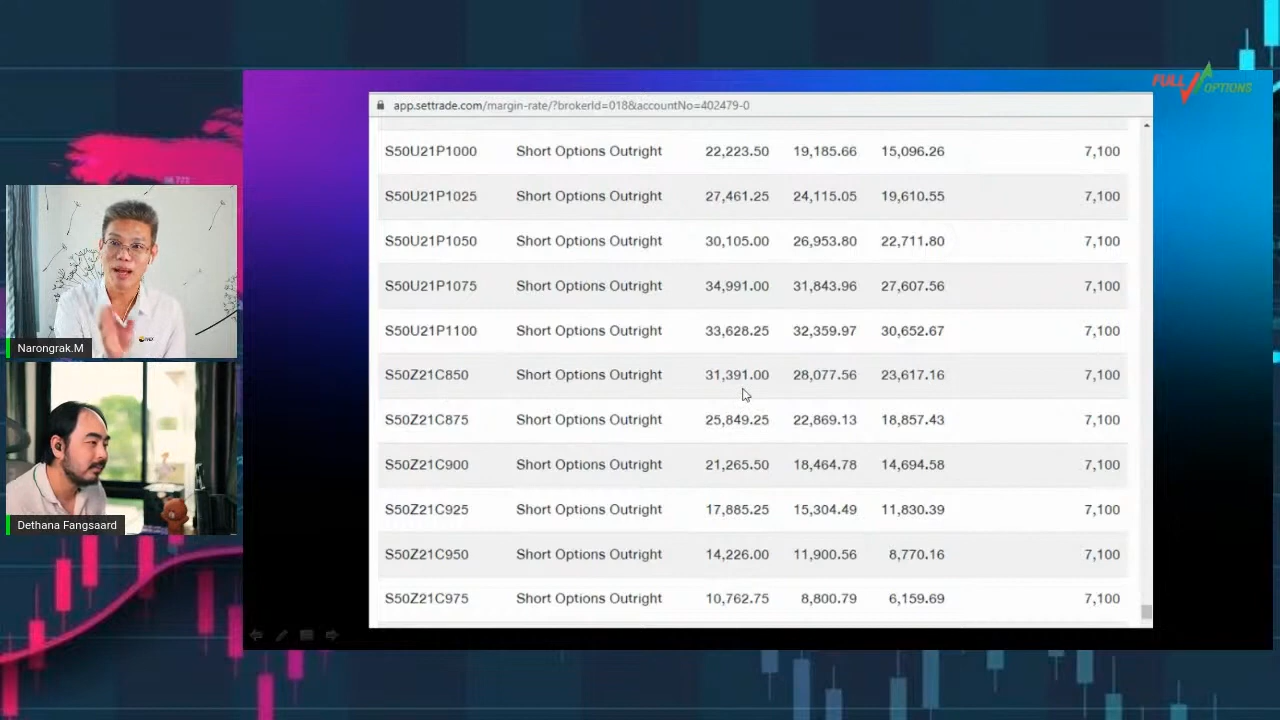 FULL OPTIONS
app.settrade.com/margin-rate/?brokerId=018&accountNo=402479-0
S50U21P1000 Short Options Outright 22,223.50 19,185.66 15,096.26 7,100
S50U21P1025 Short Options Outright 27,461.25 24,115.05 19,610.55 7,100
S50U21P1050 Short Options Outright 30,105.00 26,953.80 22,711.80 7,100
S50U21P1075 Short Options Outright 34,991.00 31,843.96 27,607.56 7,100
S50U21P1100 Short Options Outright 33,628.25 32,359.97 30,652.67 7,100
S50Z21C850 Short Options Outright 31,391.00 28,077.56 23,617.16 7,100
S50Z21C875 Short Options Outright 25,849.25 22,869.13 18,857.43 7,100
S50Z21C900 Short Options Outright 21,265.50 18,464.78 14,694.58 7,100
S50Z21C925 Short Options Outright 17,885.25 15,304.49 11,830.39 7,100
S50Z21C950 Short Options Outright 14,226.00 11,900.56 8,770.16 7,100
S50Z21C975 Short Options Outright 10,762.75 8,800.79 6,159.69 7,100
Narongrak.M
Dethana Fangsaard